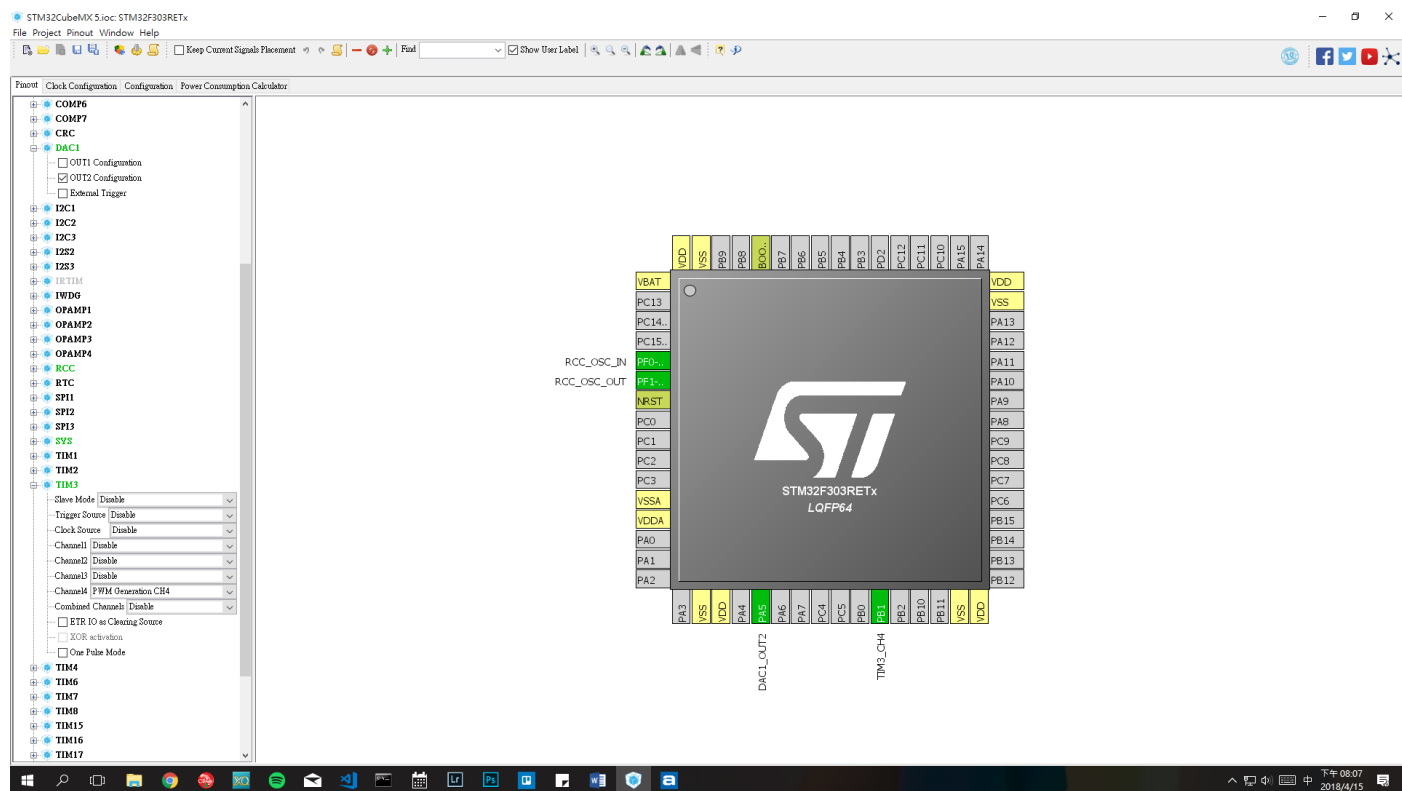 STM32CubeMX 5.ioc: STM32F303RETx
File Project Pinout Window Help
Keep Current Signals Placement Find Show User Label
Pinout Clock Configuration Configuration Power Consumption Calculator
COMP6
COMP7
CRC
DAC1
OUT1 Configuration
OUT2 Configuration
External Trigger
I2C1
I2C2
I2C3
I2S2
I2S3
IRTIM
IWDG
OPAMP1
OPAMP2
OPAMP3
OPAMP4
RCC
RTC
SPI1
SPI2
SPI3
SYS
TIM1
TIM2
TIM3
Slave Mode Disable
Trigger Source Disable
Clock Source Disable
Channel1 Disable
Channel2 Disable
Channel3 Disable
Channel4 PWM Generation CH4
Combined Channels Disable
ETR IO as Clearing Source
XOR activation
One Pulse Mode
TIM4
TIM6
TIM7
TIM8
TIM15
TIM16
TIM17
VDD VSS PB9 PB8 BOO.. PB7 PB6 PB5 PB4 PB3 PD2 PC12 PC11 PC10 PA15 PA14
VBAT
PC13
PC14..
PC15..
RCC_OSC_IN PF0-..
RCC_OSC_OUT PF1-..
NRST
PC0
PC1
PC2
PC3
VSSA
VDDA
PA0
PA1
PA2
ST
STM32F303RETx
LQFP64
VDD
VSS
PA13
PA12
PA11
PA10
PA9
PA8
PC9
PC8
PC7
PC6
PB15
PB14
PB13
PB12
PA3 VSS VDD PA4 PA5 PA6 PA7 PC4 PC5 PB0 PB1 PB2 PB10 PB11 VSS VDD
DAC1_OUT2 TIM3_CH4
Lr Ps
中
下午 08:07
2018/4/15